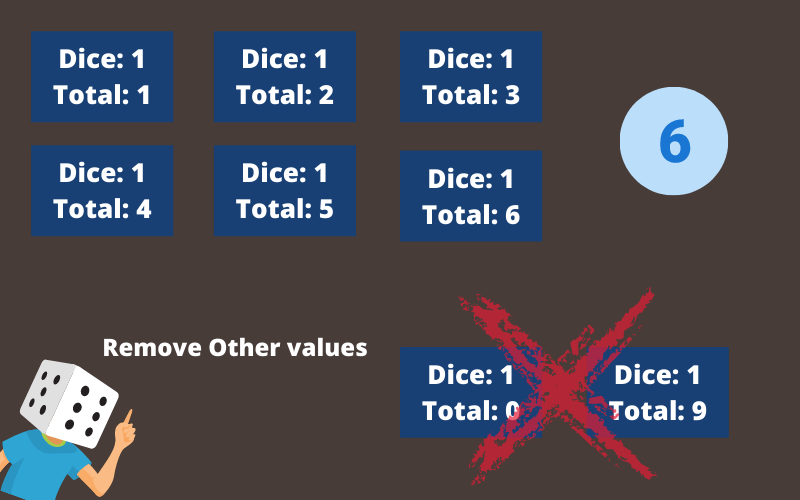 Dice: 1
Total: 1
Dice: 1
Total: 2
Dice: 1
Total: 3
6
Dice: 1
Total: 4
Dice: 1
Total: 5
Dice: 1
Total: 6
Remove Other values
Dice: 1
Total: 0
Dice: 1
Total: 9